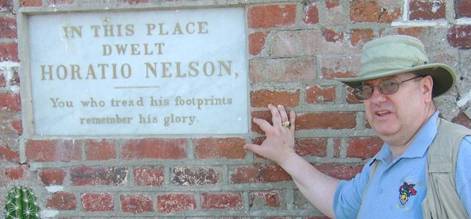 IN THIS PLACE
DWELT
HORATIO NELSON,
You who tread his footprints
remember his glory.